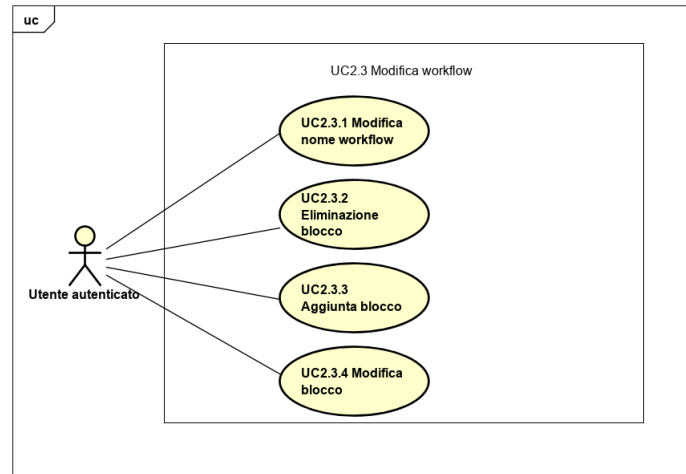 uc
UC2.3 Modifica workflow
UC2.3.1 Modifica
nome workflow
UC2.3.2
Eliminazione
blocco
Utente autenticato
UC2.3.3
Aggiunta blocco
UC2.3.4 Modifica
blocco